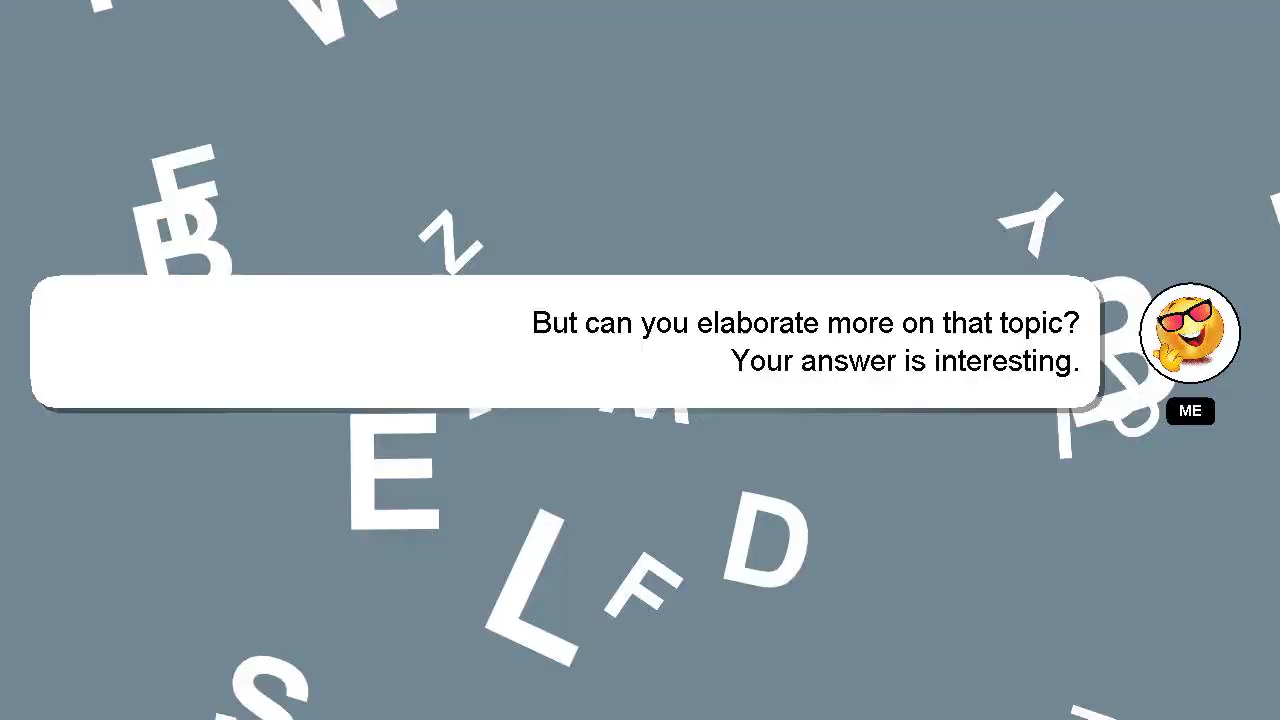 W
F
B
Z
Y
But can you elaborate more on that topic?
Your answer is interesting.
B
ME
E
D
L
F
S